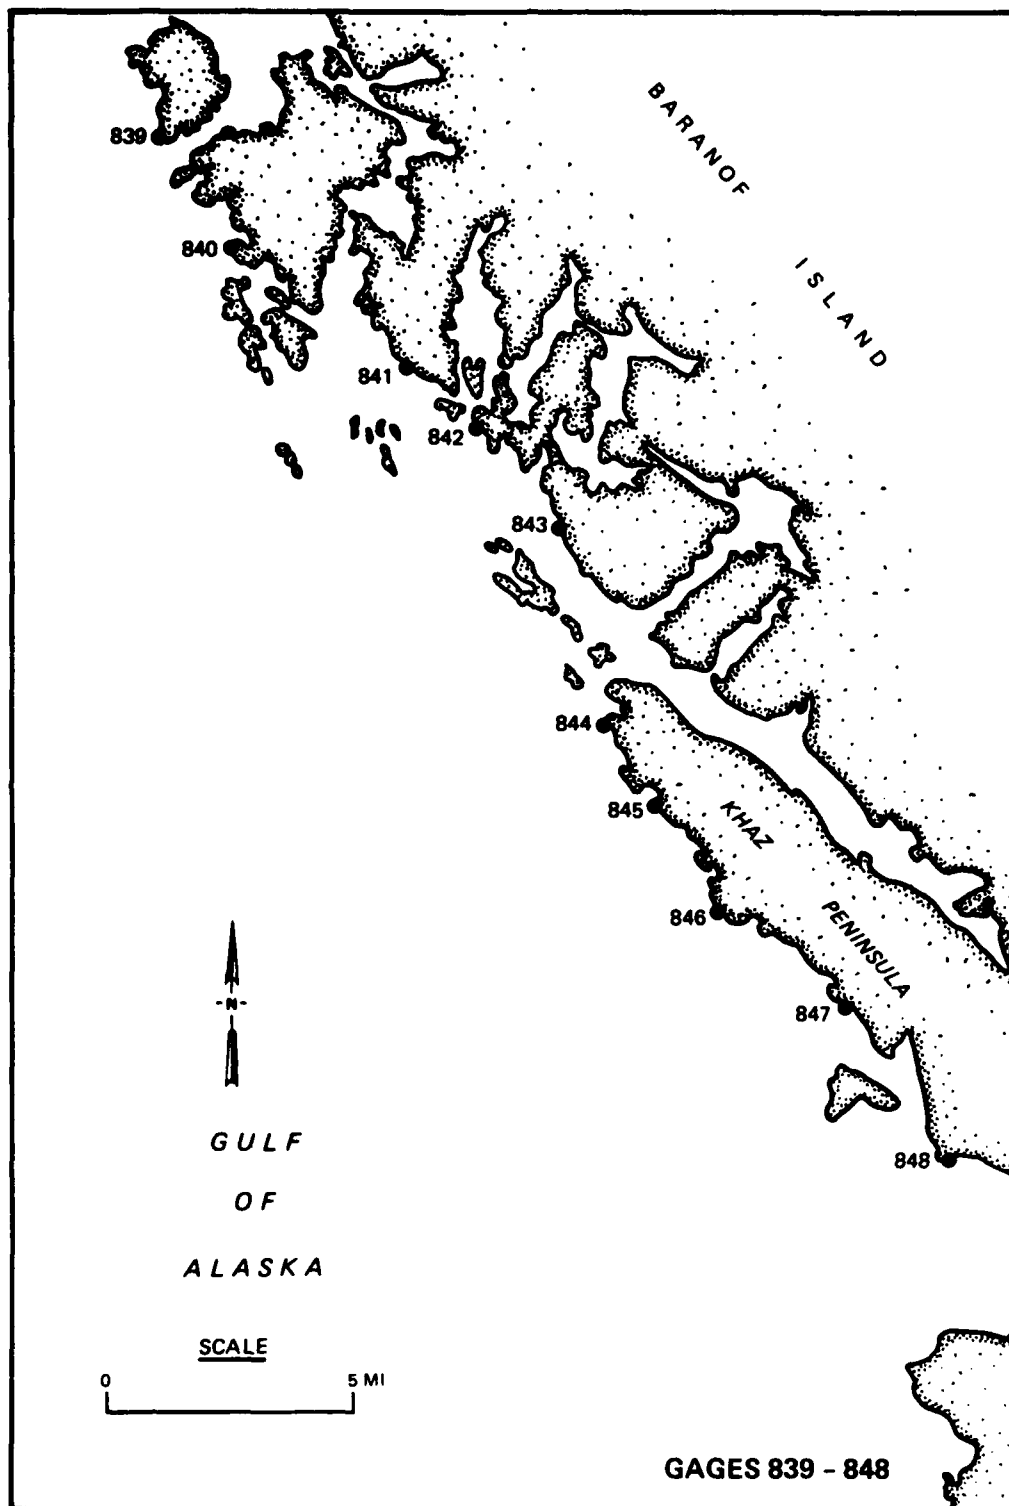 839
BARANOF
840
ISLAND
841
842
843
844
845
KHAZ
846
PENINSULA
-N-
847
GULF
OF
848
ALASKA
SCALE
0 5 MI
GAGES 839 - 848